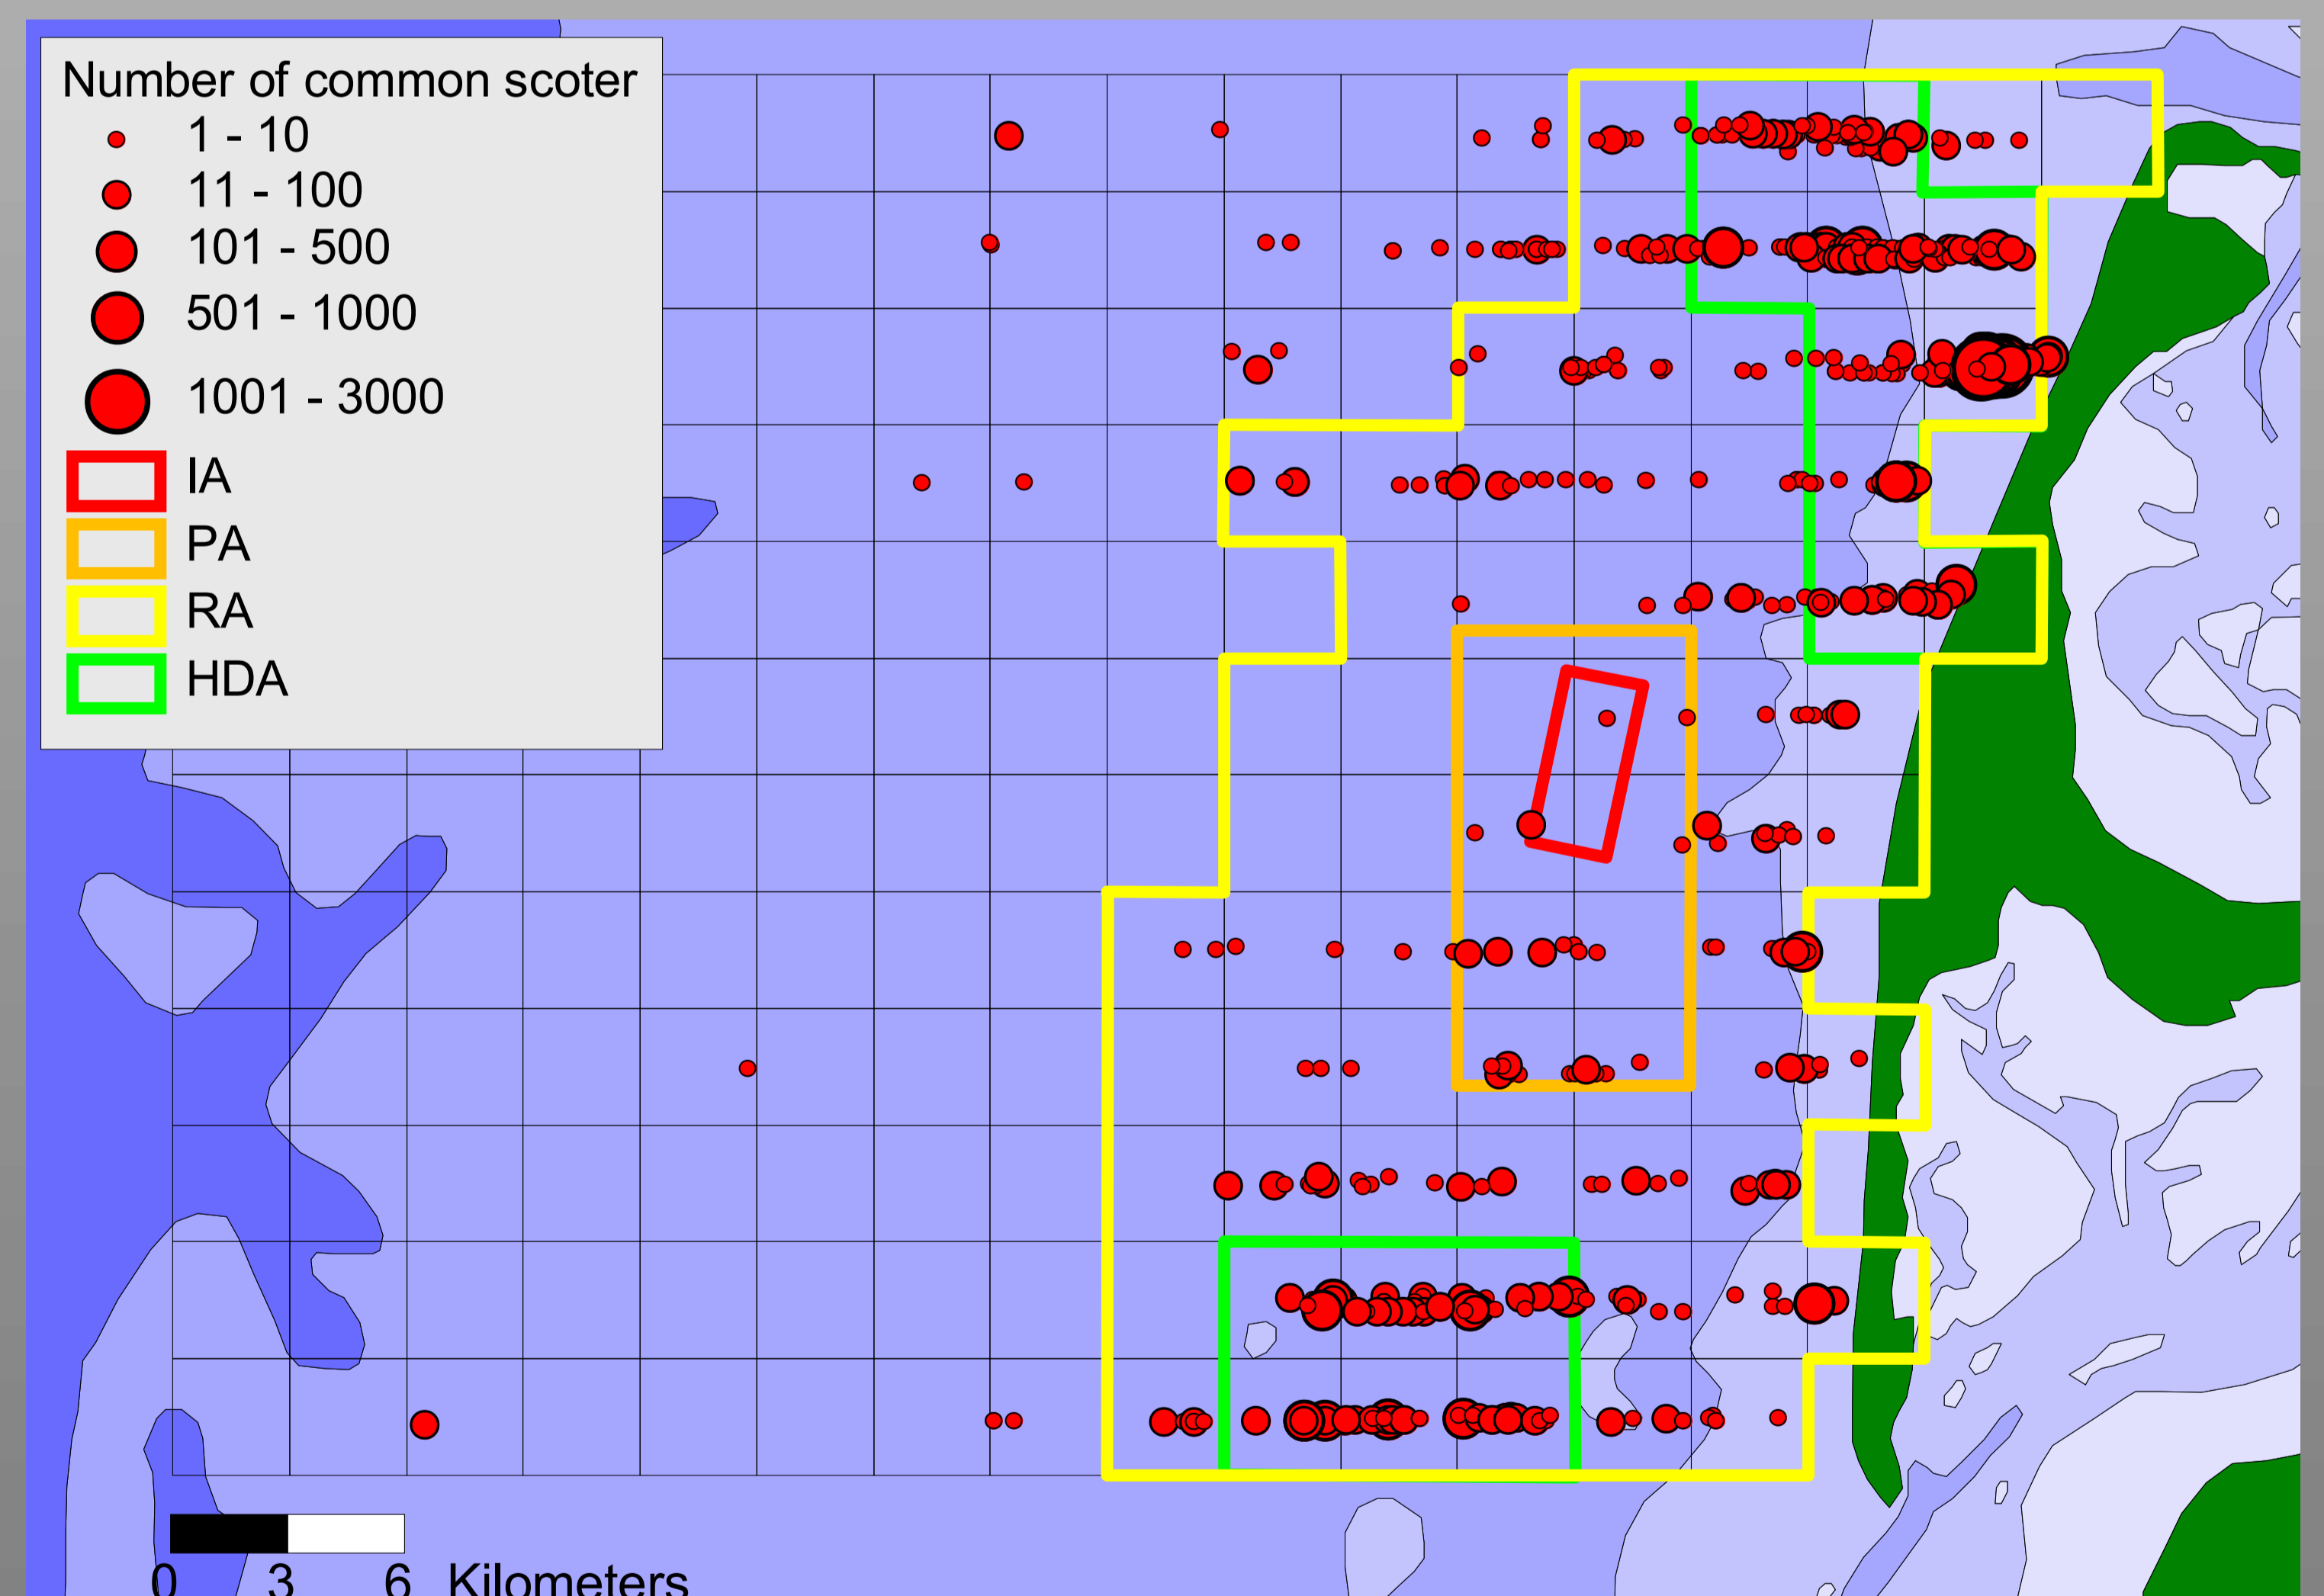 Number of common scoter
1 - 10
11 - 100
101 - 500
501 - 1000
1001 - 3000
IA
PA
RA
HDA
0 3 6 Kilometers